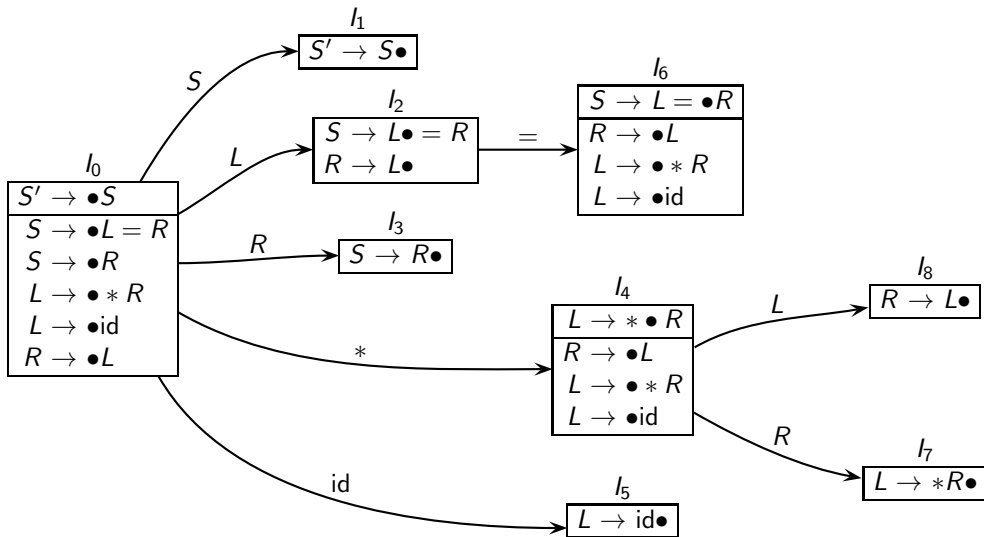 I₁
S′ → S●
S
I₆
S → L = ●R
R → ●L
L → ● ∗ R
L → ●id
I₂
S → L● = R
R → L●
=
L
I₀
S′ → ●S
S → ●L = R
S → ●R
L → ● ∗ R
L → ●id
R → ●L
R
I₃
S → R●
∗
I₄
L → ∗ ● R
R → ●L
L → ● ∗ R
L → ●id
L
I₈
R → L●
R
I₇
L → ∗R●
id
I₅
L → id●